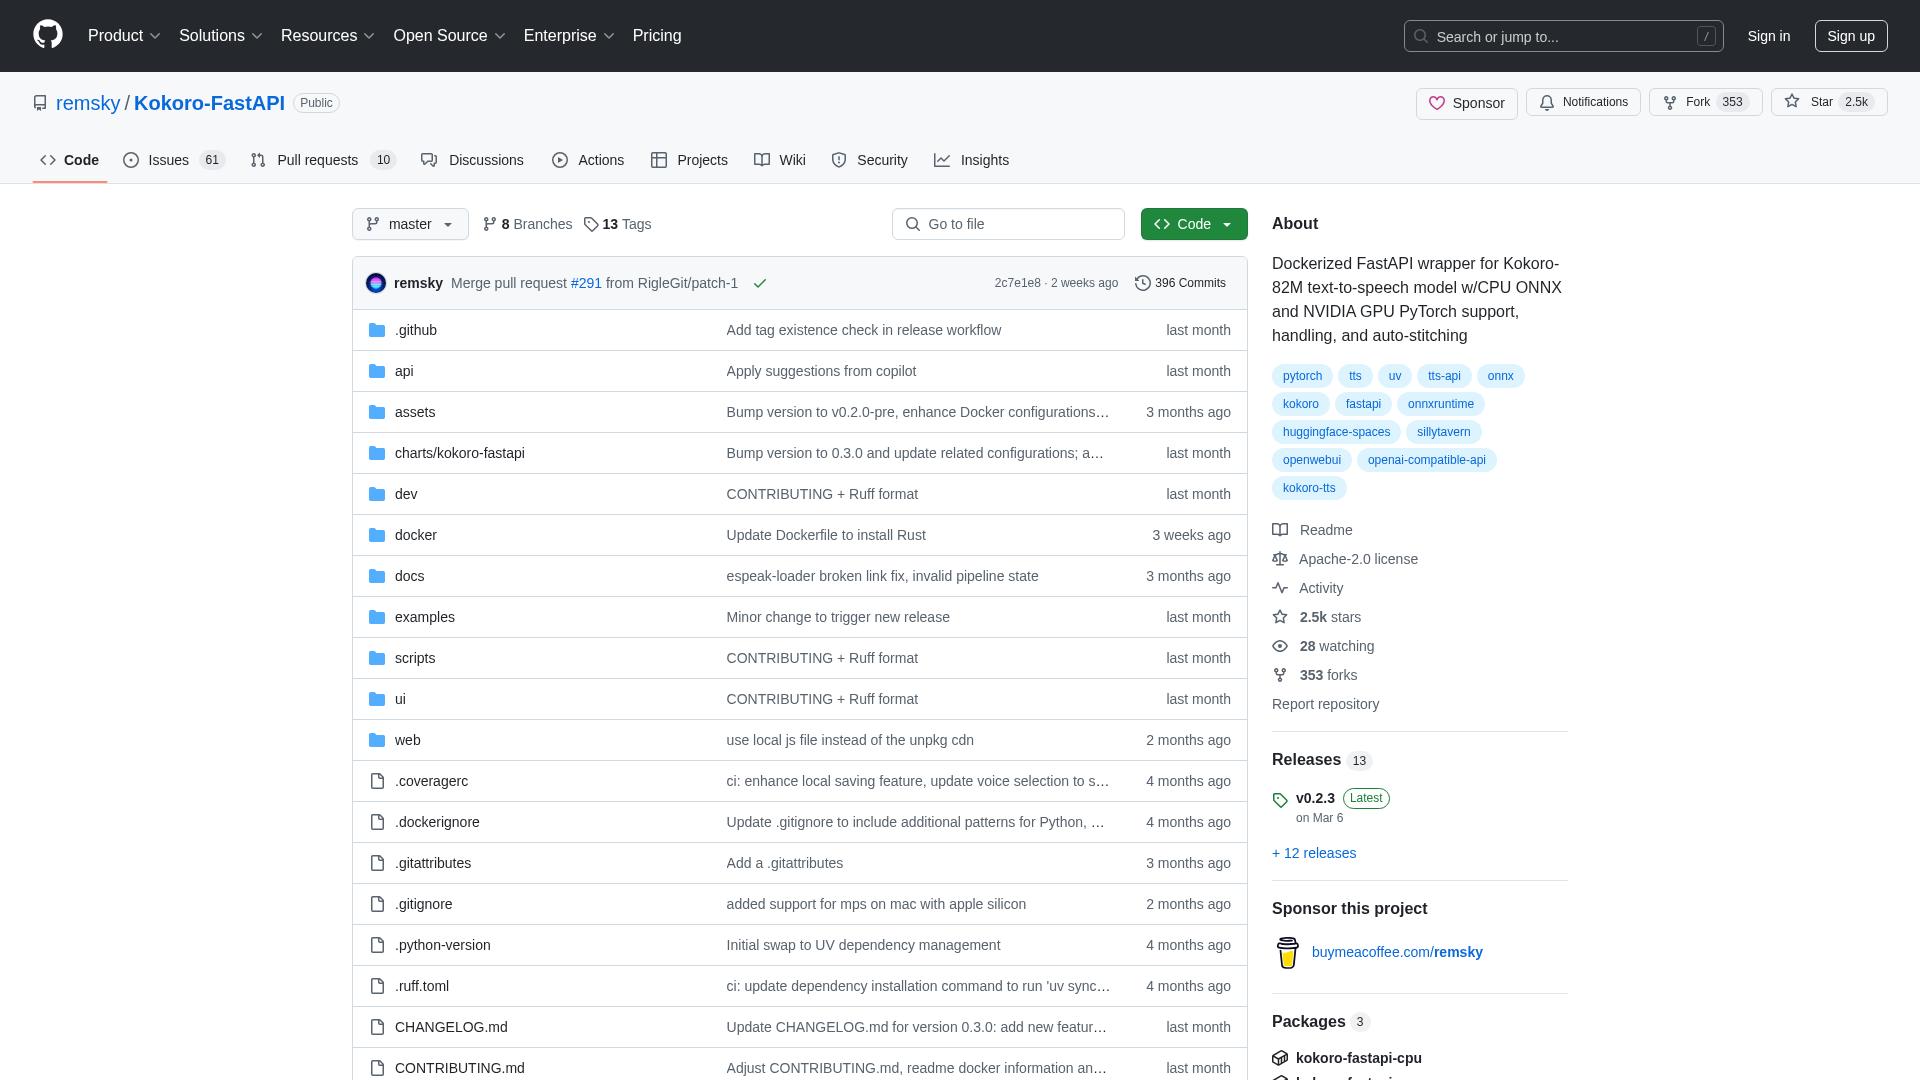 Product Solutions Resources Open Source Enterprise Pricing Search or jump to... / Sign in Sign up
remsky / Kokoro-FastAPI Public Sponsor Notifications Fork 353 Star 2.5k
Code Issues 61 Pull requests 10 Discussions Actions Projects Wiki Security Insights
master 8 Branches 13 Tags Go to file Code
remsky Merge pull request #291 from RigleGit/patch-1 2c7e1e8 · 2 weeks ago 396 Commits
.github Add tag existence check in release workflow last month
api Apply suggestions from copilot last month
assets Bump version to v0.2.0-pre, enhance Docker configurations… 3 months ago
charts/kokoro-fastapi Bump version to 0.3.0 and update related configurations; a… last month
dev CONTRIBUTING + Ruff format last month
docker Update Dockerfile to install Rust 3 weeks ago
docs espeak-loader broken link fix, invalid pipeline state 3 months ago
examples Minor change to trigger new release last month
scripts CONTRIBUTING + Ruff format last month
ui CONTRIBUTING + Ruff format last month
web use local js file instead of the unpkg cdn 2 months ago
.coveragerc ci: enhance local saving feature, update voice selection to s… 4 months ago
.dockerignore Update .gitignore to include additional patterns for Python, … 4 months ago
.gitattributes Add a .gitattributes 3 months ago
.gitignore added support for mps on mac with apple silicon 2 months ago
.python-version Initial swap to UV dependency management 4 months ago
.ruff.toml ci: update dependency installation command to run 'uv sync… 4 months ago
CHANGELOG.md Update CHANGELOG.md for version 0.3.0: add new featur… last month
CONTRIBUTING.md Adjust CONTRIBUTING.md, readme docker information an… last month
About
Dockerized FastAPI wrapper for Kokoro-
82M text-to-speech model w/CPU ONNX
and NVIDIA GPU PyTorch support,
handling, and auto-stitching
pytorch tts uv tts-api onnx
kokoro fastapi onnxruntime
huggingface-spaces sillytavern
openwebui openai-compatible-api
kokoro-tts
Readme
Apache-2.0 license
Activity
2.5k stars
28 watching
353 forks
Report repository
Releases 13
v0.2.3 Latest
on Mar 6
+ 12 releases
Sponsor this project
buymeacoffee.com/remsky
Packages 3
kokoro-fastapi-cpu